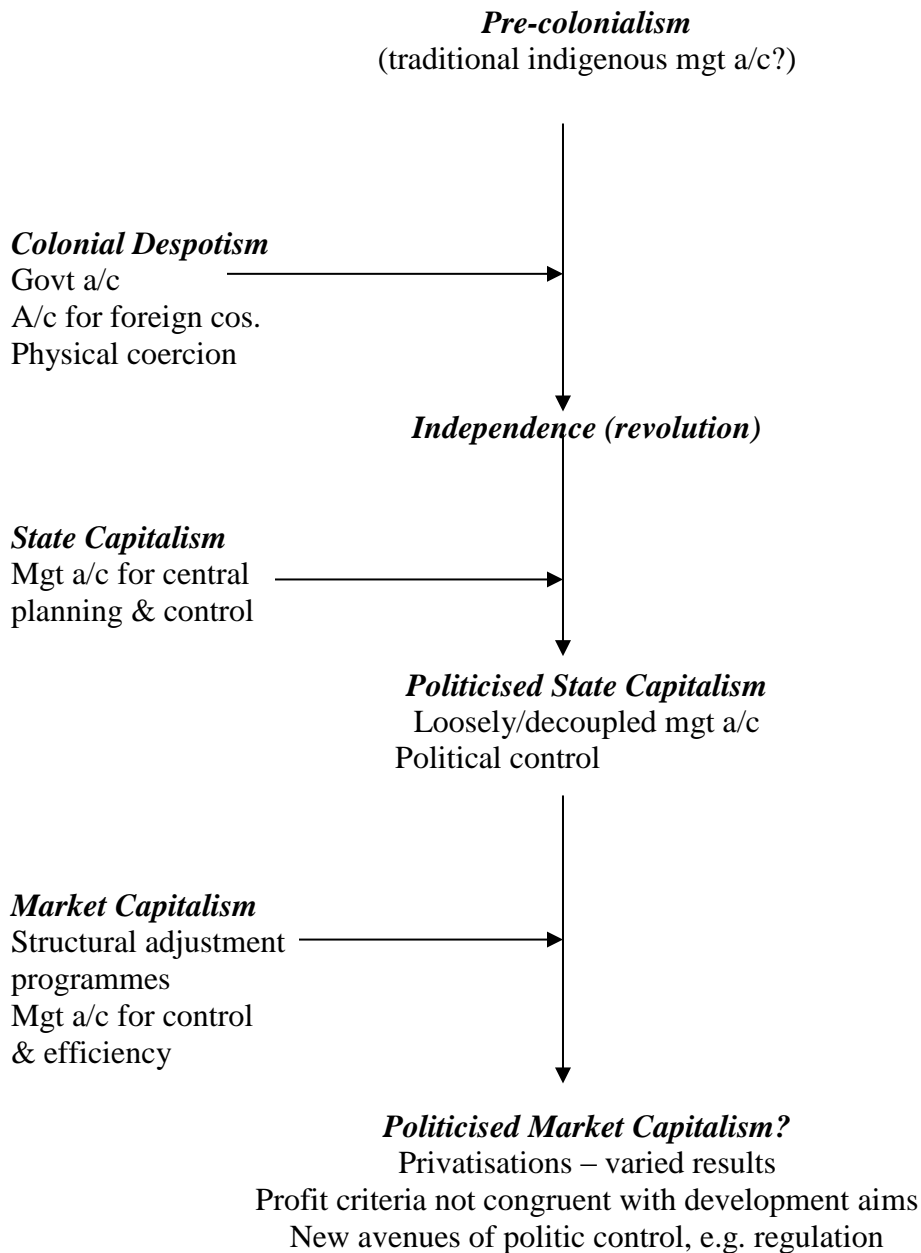 Pre-colonialism
(traditional indigenous mgt a/c?)
Colonial Despotism
Govt a/c
A/c for foreign cos.
Physical coercion
Independence (revolution)
State Capitalism
Mgt a/c for central
planning & control
Politicised State Capitalism
Loosely/decoupled mgt a/c
Political control
Market Capitalism
Structural adjustment
programmes
Mgt a/c for control
& efficiency
Politicised Market Capitalism?
Privatisations – varied results
Profit criteria not congruent with development aims
New avenues of politic control, e.g. regulation